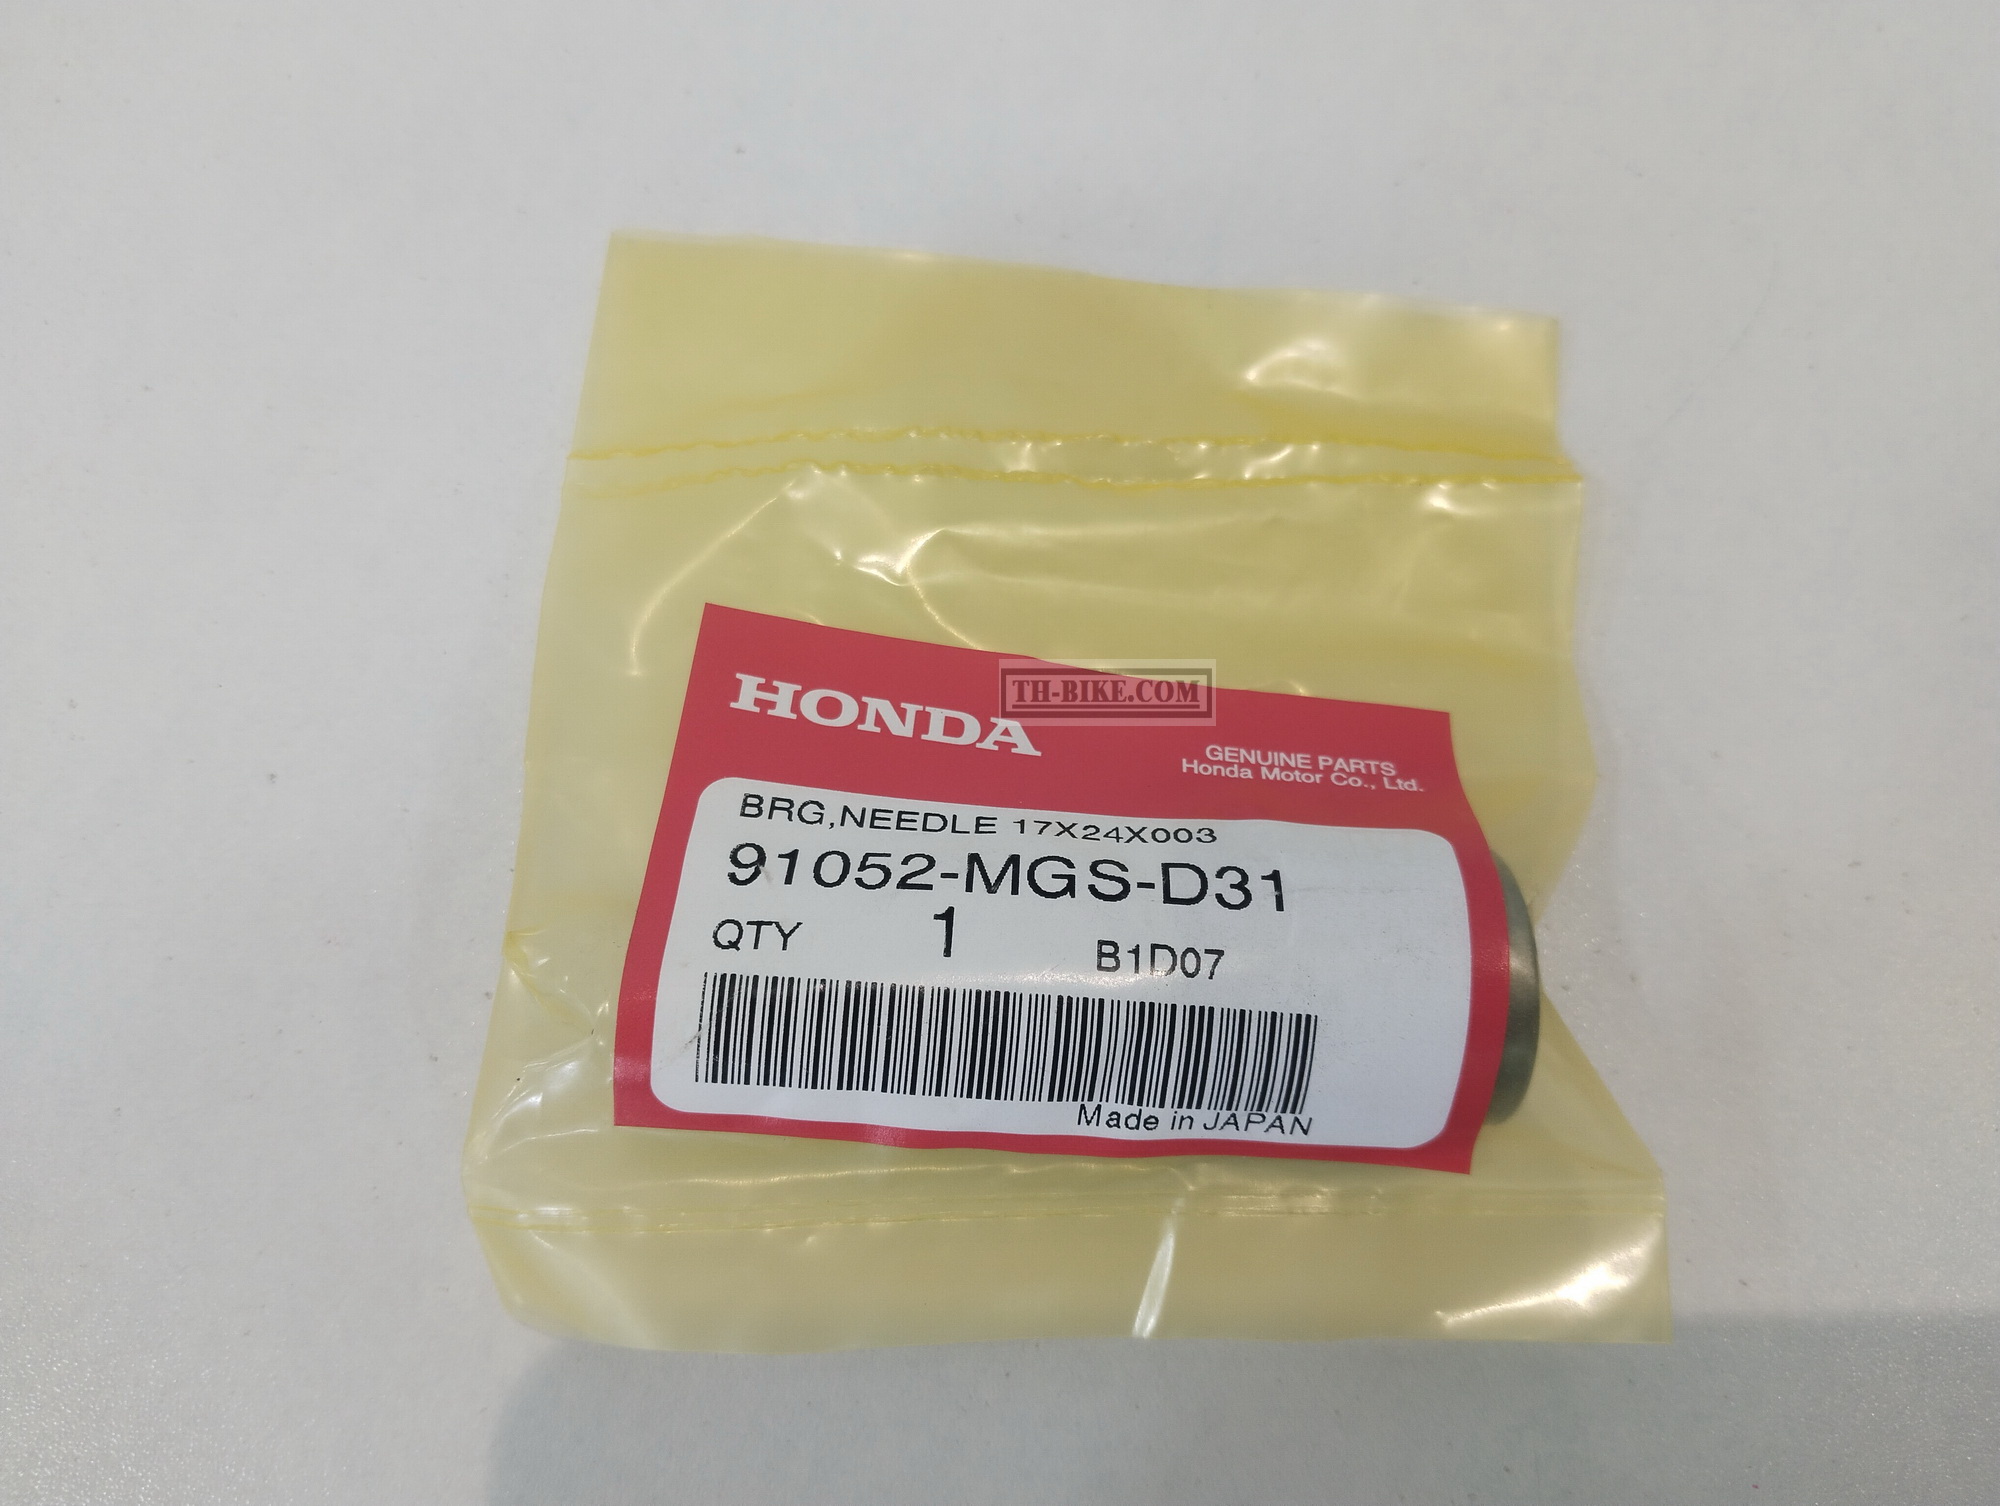 TH-BIKE.COM
HONDA
GENUINE PARTS
Honda Motor Co., Ltd.
BRG,NEEDLE 17X24X003
91052-MGS-D31
QTY 1 B1D07
Made in JAPAN